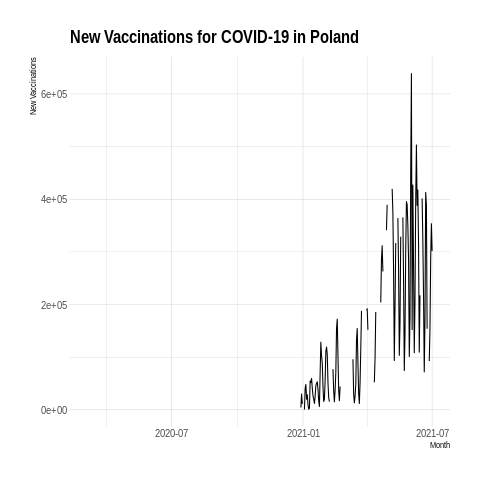 New Vaccinations for COVID-19 in Poland
New Vaccinations
6e+05
4e+05
2e+05
0e+00
2020-07
2021-01
2021-07
Month